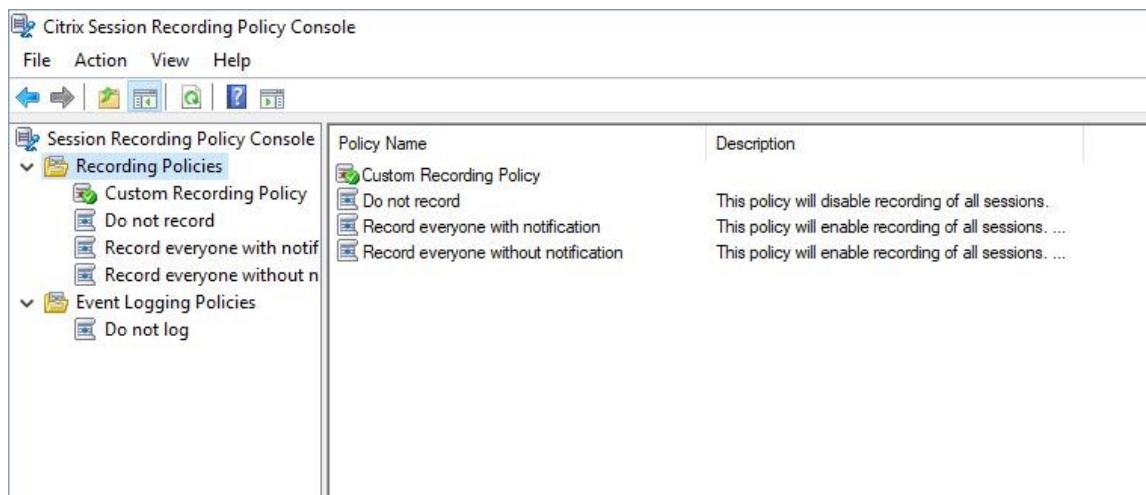 Citrix Session Recording Policy Console
File Action View Help
Session Recording Policy Console
Recording Policies
Custom Recording Policy
Do not record
Record everyone with notif
Record everyone without n
Event Logging Policies
Do not log
Policy Name Description
Custom Recording Policy
Do not record This policy will disable recording of all sessions.
Record everyone with notification This policy will enable recording of all sessions. ...
Record everyone without notification This policy will enable recording of all sessions. ...